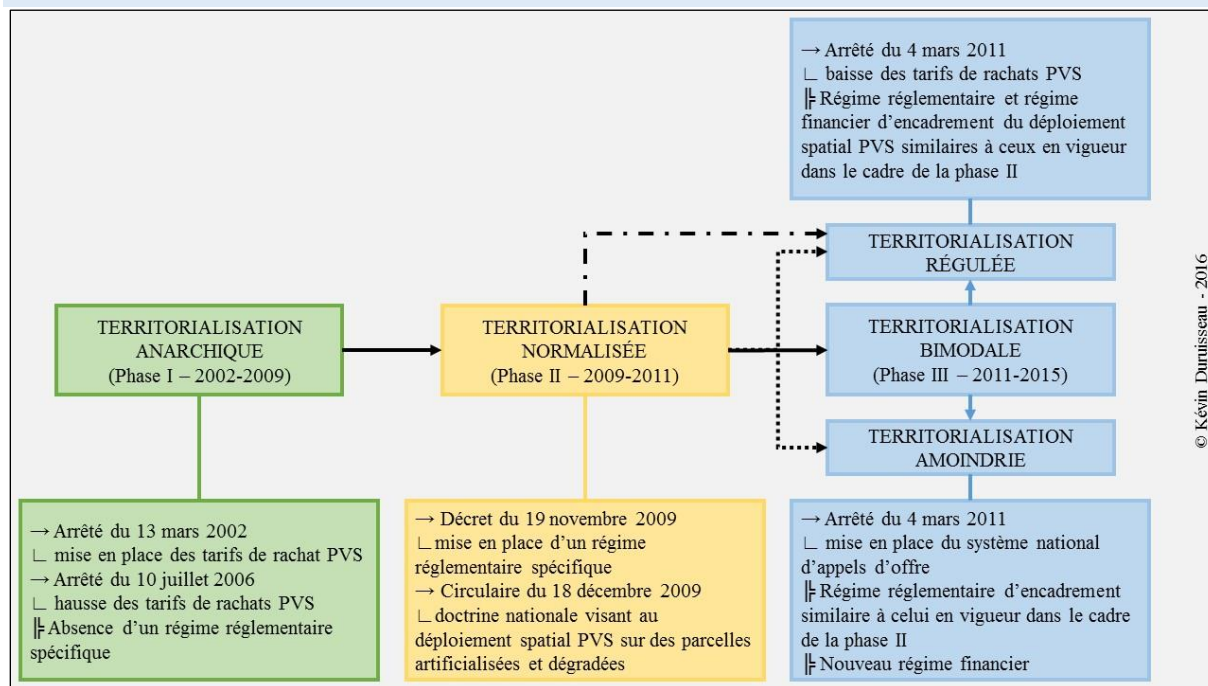 → Arrêté du 4 mars 2011
∟ baisse des tarifs de rachats PVS
╠ Régime réglementaire et régime
financier d’encadrement du déploiement
spatial PVS similaires à ceux en vigueur
dans le cadre de la phase II
TERRITORIALISATION
RÉGULÉE
TERRITORIALISATION
ANARCHIQUE
(Phase I – 2002-2009)
TERRITORIALISATION
NORMALISÉE
(Phase II – 2009-2011)
TERRITORIALISATION
BIMODALE
(Phase III – 2011-2015)
TERRITORIALISATION
AMOINDRIE
→ Arrêté du 13 mars 2002
∟ mise en place des tarifs de rachat PVS
→ Arrêté du 10 juillet 2006
∟ hausse des tarifs de rachats PVS
╠ Absence d’un régime réglementaire
spécifique
→ Décret du 19 novembre 2009
∟mise en place d’un régime
réglementaire spécifique
→ Circulaire du 18 décembre 2009
∟doctrine nationale visant au
déploiement spatial PVS sur des parcelles
artificialisées et dégradées
→ Arrêté du 4 mars 2011
∟ mise en place du système national
d’appels d’offre
╠ Régime réglementaire d’encadrement
similaire à celui en vigueur dans le cadre
de la phase II
╠ Nouveau régime financier
© Kévin Duruisseau - 2016